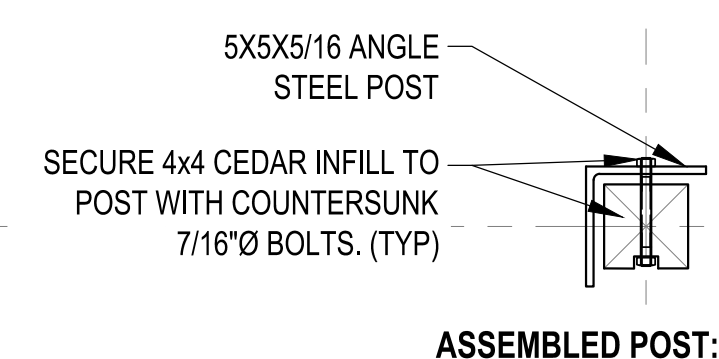 5X5X5/16 ANGLE
STEEL POST
SECURE 4x4 CEDAR INFILL TO
POST WITH COUNTERSUNK
7/16"Ø BOLTS. (TYP)
ASSEMBLED POST: